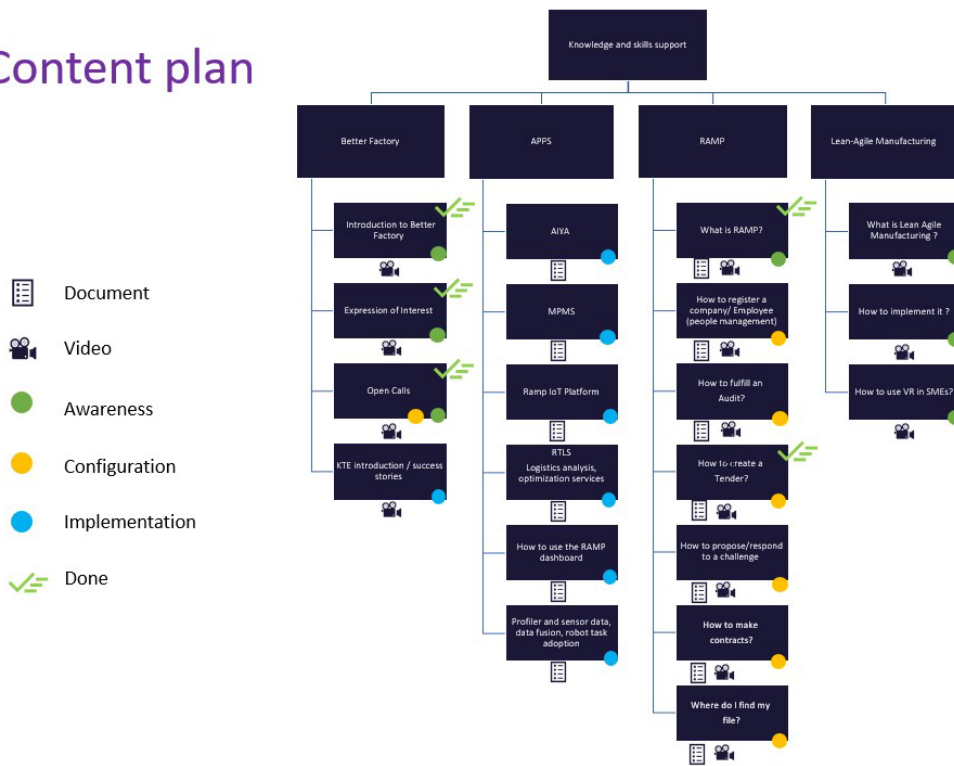 Content plan
Knowledge and skills support
Better Factory
APPS
RAMP
Lean-Agile Manufacturing
Introduction to Better
Factory
Expression of Interest
Open Calls
KTE introduction / success
stories
AIYA
MPMS
Ramp IoT Platform
RTLS
Logistics analysis,
optimization services
How to use the RAMP
dashboard
Profiler and sensor data,
data fusion, robot task
adoption
What is RAMP?
How to register a
company/ Employee
(people management)
How to fulfill an
Audit?
How to create a
Tender?
How to propose/respond
to a challenge
How to make
contracts?
Where do I find my
file?
What is Lean Agile
Manufacturing ?
How to implement it ?
How to use VR in SMEs?
Document
Video
Awareness
Configuration
Implementation
Done